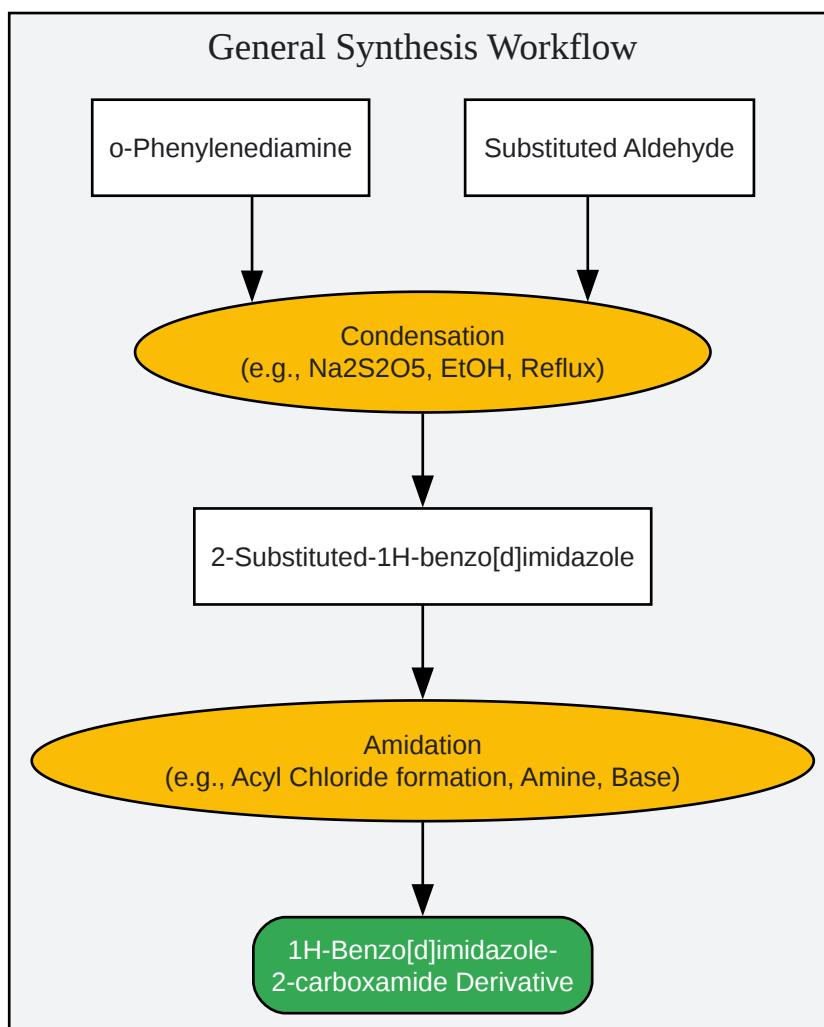 General Synthesis Workflow
o-Phenylenediamine
Substituted Aldehyde
Condensation
(e.g., Na2S2O5, EtOH, Reflux)
2-Substituted-1H-benzo[d]imidazole
Amidation
(e.g., Acyl Chloride formation, Amine, Base)
1H-Benzo[d]imidazole-
2-carboxamide Derivative